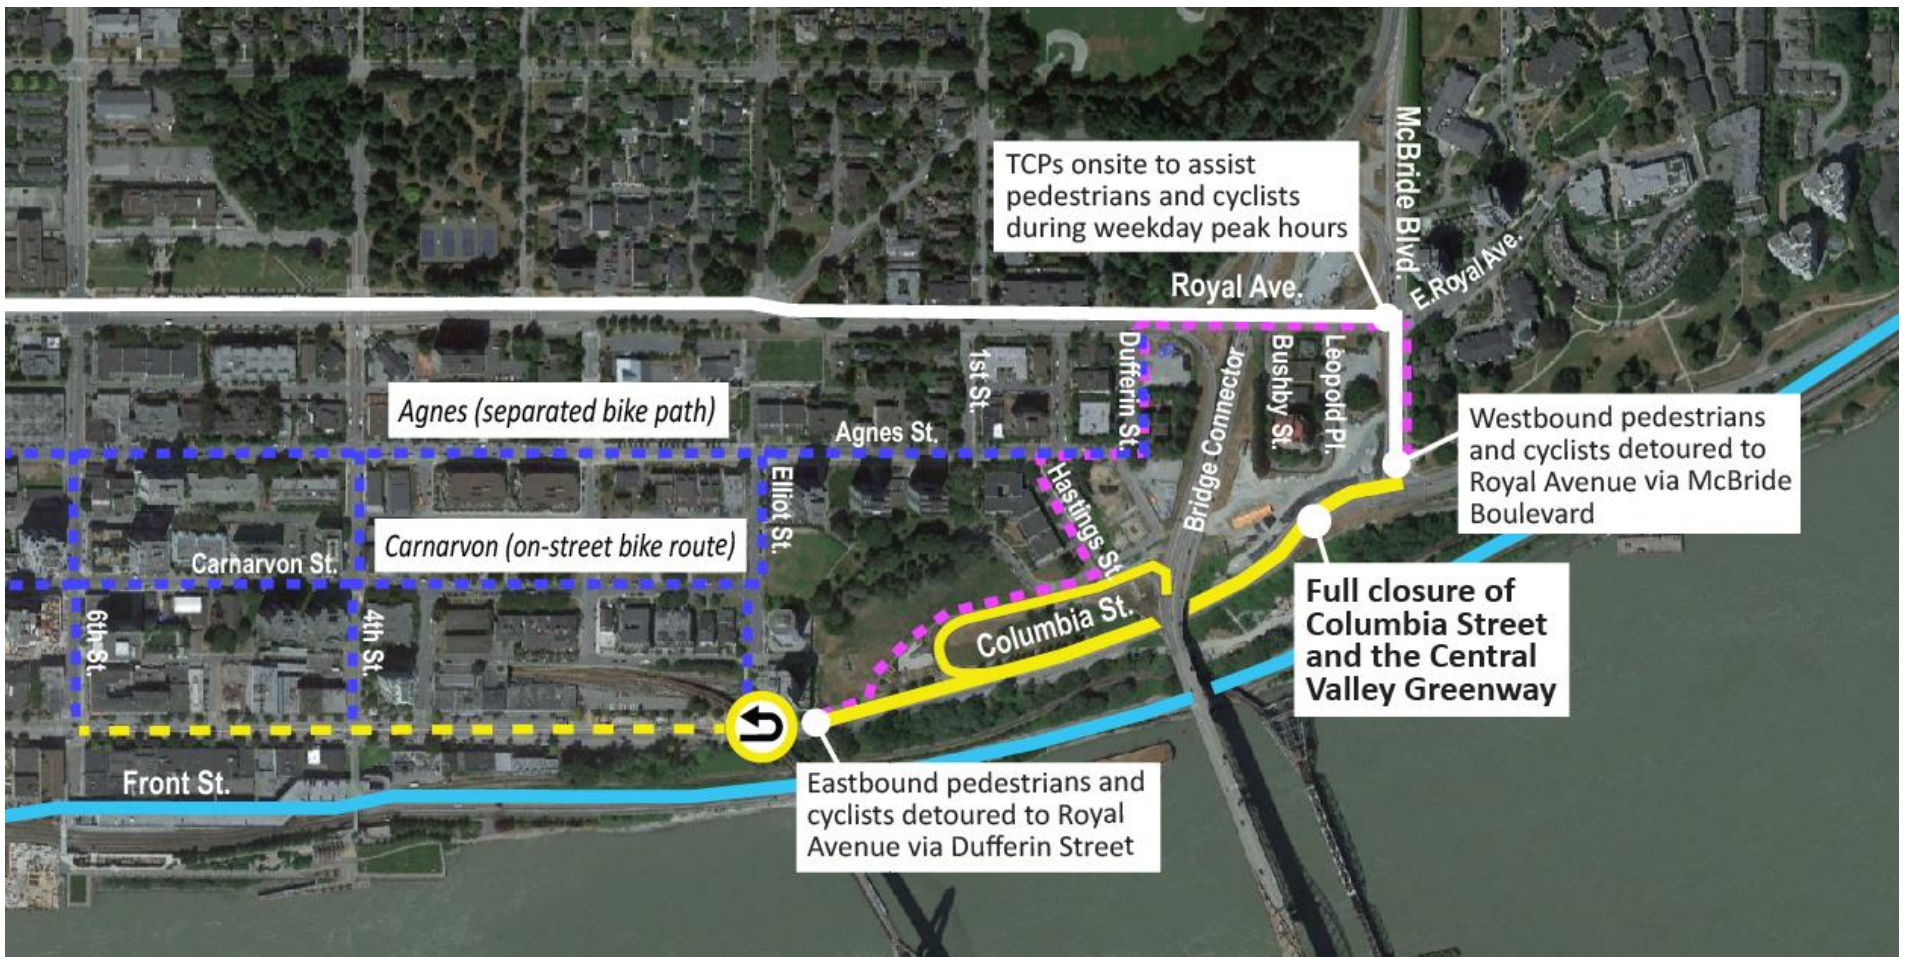 McBride Blvd.
TCPs onsite to assist
pedestrians and cyclists
during weekday peak hours
E.Royal Ave.
Royal Ave.
Dufferin St.
1st St.
Bridge Connector
Bushby St.
Leopold Pl.
Agnes (separated bike path)
Agnes St.
Westbound pedestrians
and cyclists detoured to
Royal Avenue via McBride
Boulevard
Elliot St.
Hastings St.
Carnarvon (on-street bike route)
Carnarvon St.
Full closure of
Columbia Street
and the Central
Valley Greenway
6th St.
4th St.
Columbia St.
Front St.
Eastbound pedestrians and
cyclists detoured to Royal
Avenue via Dufferin Street